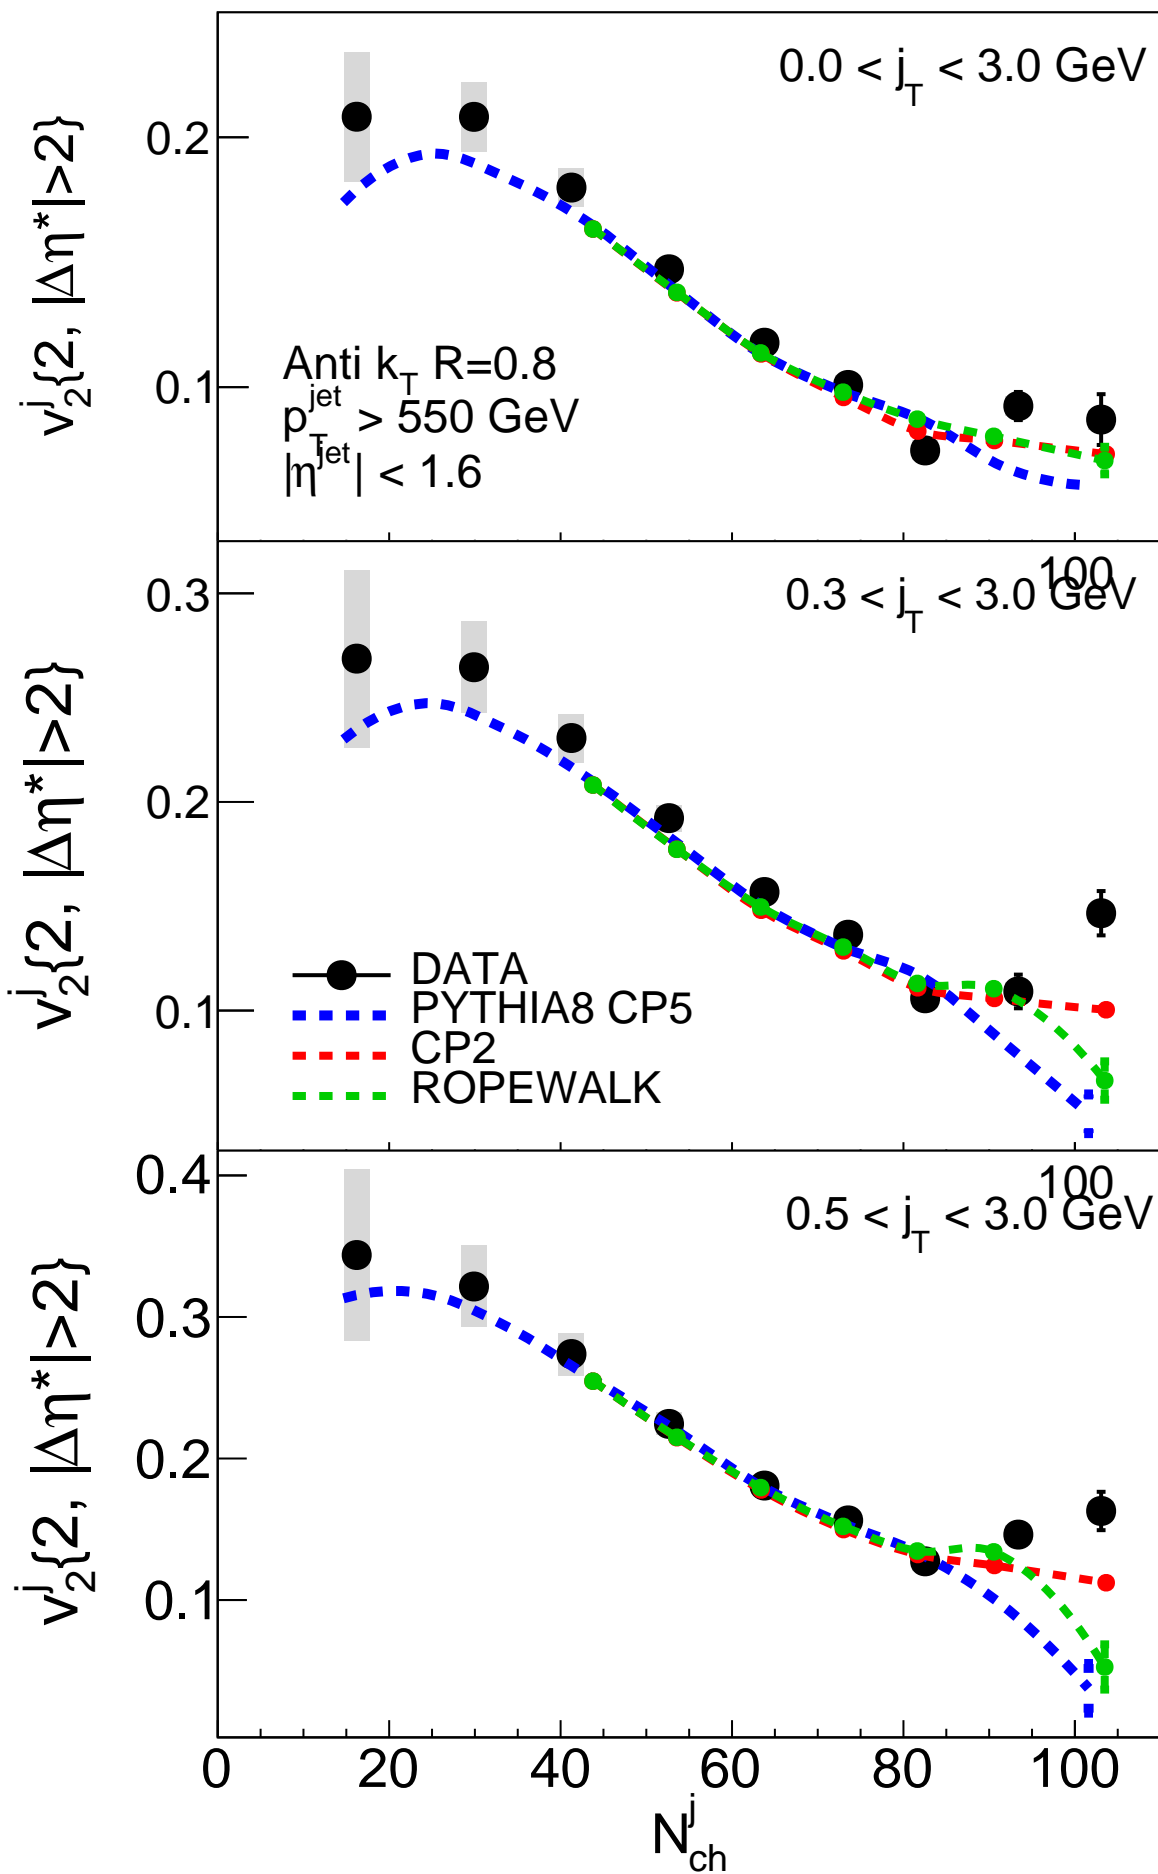 0.0 < j_T < 3.0 GeV
0.2
0.1
v_2^j{2, |Δη*|>2}
Anti k_T R=0.8
p_T^jet > 550 GeV
|η^jet| < 1.6
100
0.3 < j_T < 3.0 GeV
0.3
0.2
0.1
v_2^j{2, |Δη*|>2}
DATA
PYTHIA8 CP5
CP2
ROPEWALK
100
0.5 < j_T < 3.0 GeV
0.4
0.3
0.2
0.1
v_2^j{2, |Δη*|>2}
0 20 40 60 80 100
N_ch^j